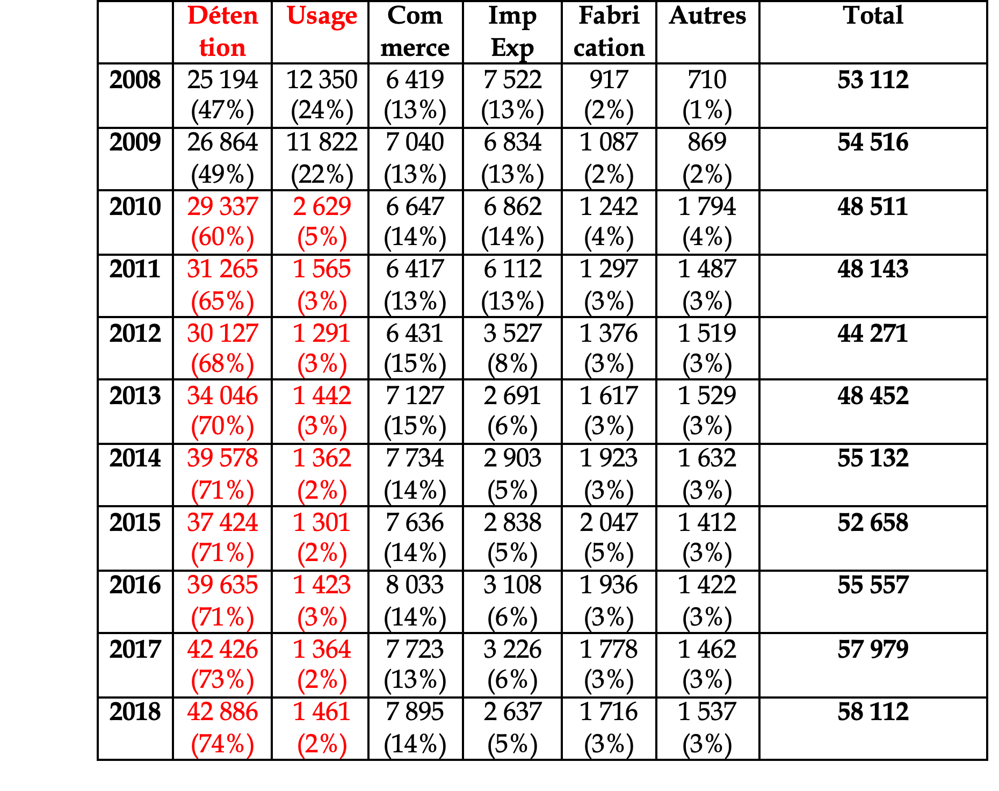 Déten Usage Com Imp Fabri Autres Total
tion merce Exp cation
2008 25 194 12 350 6 419 7 522 917 710 53 112
(47%) (24%) (13%) (13%) (2%) (1%)
2009 26 864 11 822 7 040 6 834 1 087 869 54 516
(49%) (22%) (13%) (13%) (2%) (2%)
2010 29 337 2 629 6 647 6 862 1 242 1 794 48 511
(60%) (5%) (14%) (14%) (4%) (4%)
2011 31 265 1 565 6 417 6 112 1 297 1 487 48 143
(65%) (3%) (13%) (13%) (3%) (3%)
2012 30 127 1 291 6 431 3 527 1 376 1 519 44 271
(68%) (3%) (15%) (8%) (3%) (3%)
2013 34 046 1 442 7 127 2 691 1 617 1 529 48 452
(70%) (3%) (15%) (6%) (3%) (3%)
2014 39 578 1 362 7 734 2 903 1 923 1 632 55 132
(71%) (2%) (14%) (5%) (3%) (3%)
2015 37 424 1 301 7 636 2 838 2 047 1 412 52 658
(71%) (2%) (14%) (5%) (5%) (3%)
2016 39 635 1 423 8 033 3 108 1 936 1 422 55 557
(71%) (3%) (14%) (6%) (3%) (3%)
2017 42 426 1 364 7 723 3 226 1 778 1 462 57 979
(73%) (2%) (13%) (6%) (3%) (3%)
2018 42 886 1 461 7 895 2 637 1 716 1 537 58 112
(74%) (2%) (14%) (5%) (3%) (3%)